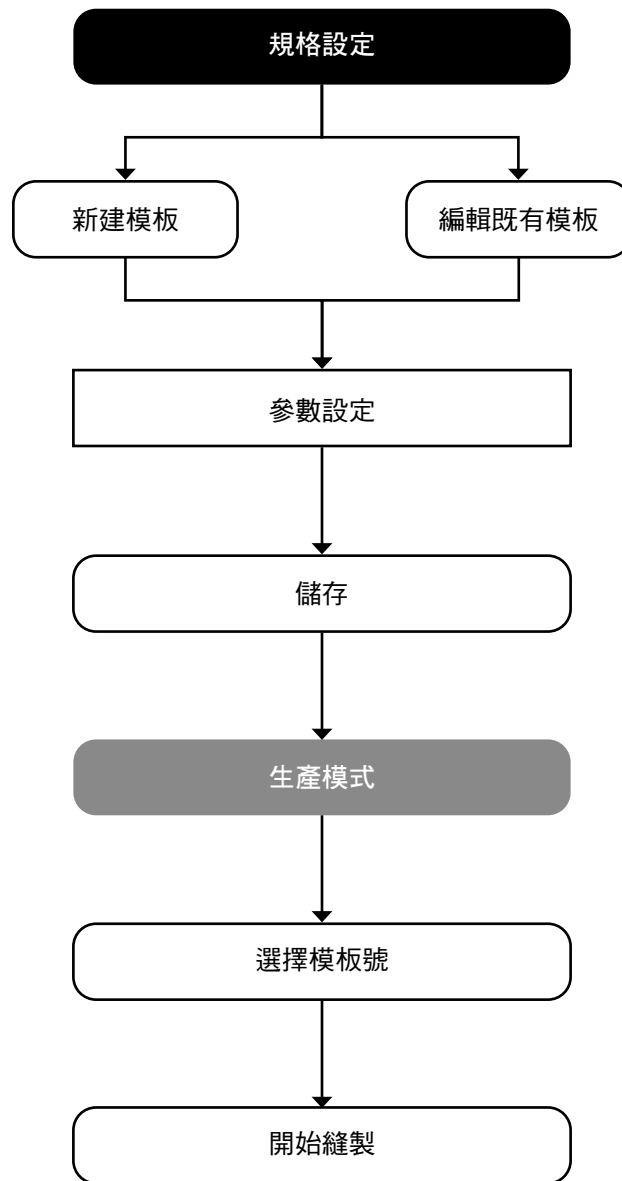 規格設定
新建模板
編輯既有模板
參數設定
儲存
生產模式
選擇模板號
開始縫製